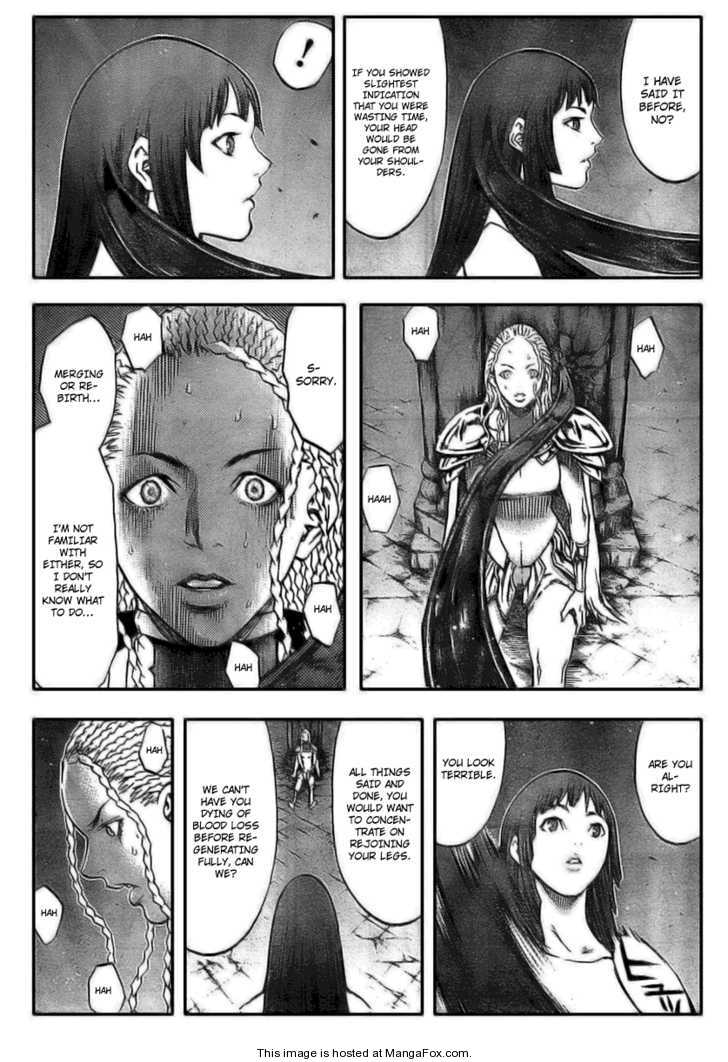 I HAVE
SAID IT
BEFORE,
NO?
IF YOU SHOWED
SLIGHTEST
INDICATION
THAT YOU WERE
WASTING TIME,
YOUR HEAD
WOULD BE
GONE FROM
YOUR SHOUL-
DERS.
!
HAH
HAH
HAAH
S-
SORRY.
HAH
MERGING
OR RE-
BIRTH...
I'M NOT
FAMILIAR
WITH
EITHER, SO
I DON'T
REALLY
KNOW WHAT
TO DO...
HAH
HAH
ARE YOU
AL-
RIGHT?
YOU LOOK
TERRIBLE.
ALL THINGS
SAID AND
DONE, YOU
WOULD WANT
TO CONCEN-
TRATE ON
REJOINING
YOUR LEGS.
WE CAN'T
HAVE YOU
DYING OF
BLOOD LOSS
BEFORE RE-
GENERATING
FULLY, CAN
WE?
HAH
HAH
HAH
This image is hosted at MangaFox.com.